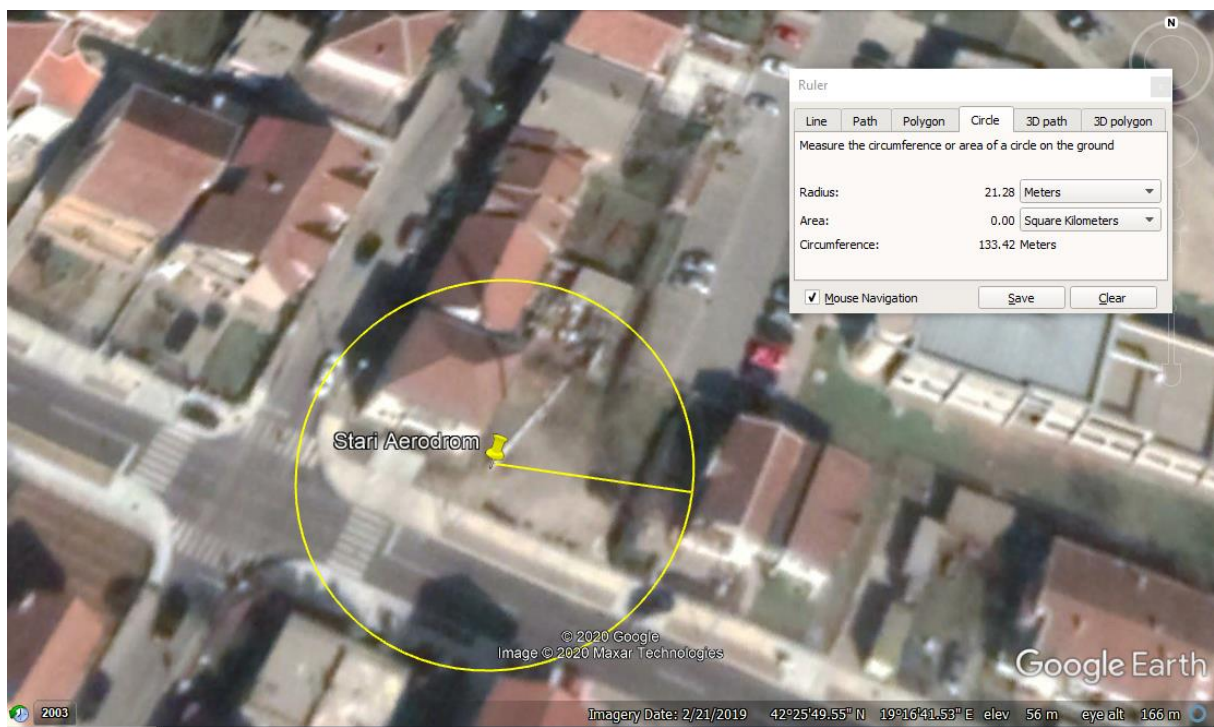 N
Ruler
Line Path Polygon Circle 3D path 3D polygon
Measure the circumference or area of a circle on the ground
Radius: 21.28 Meters
Area: 0.00 Square Kilometers
Circumference: 133.42 Meters
Mouse Navigation Save Clear
Stari Aerodrom
© 2020 Google
Image © 2020 Maxar Technologies
Google Earth
2003 Imagery Date: 2/21/2019 42°25'49.55" N 19°16'41.53" E elev 56 m eye alt 166 m